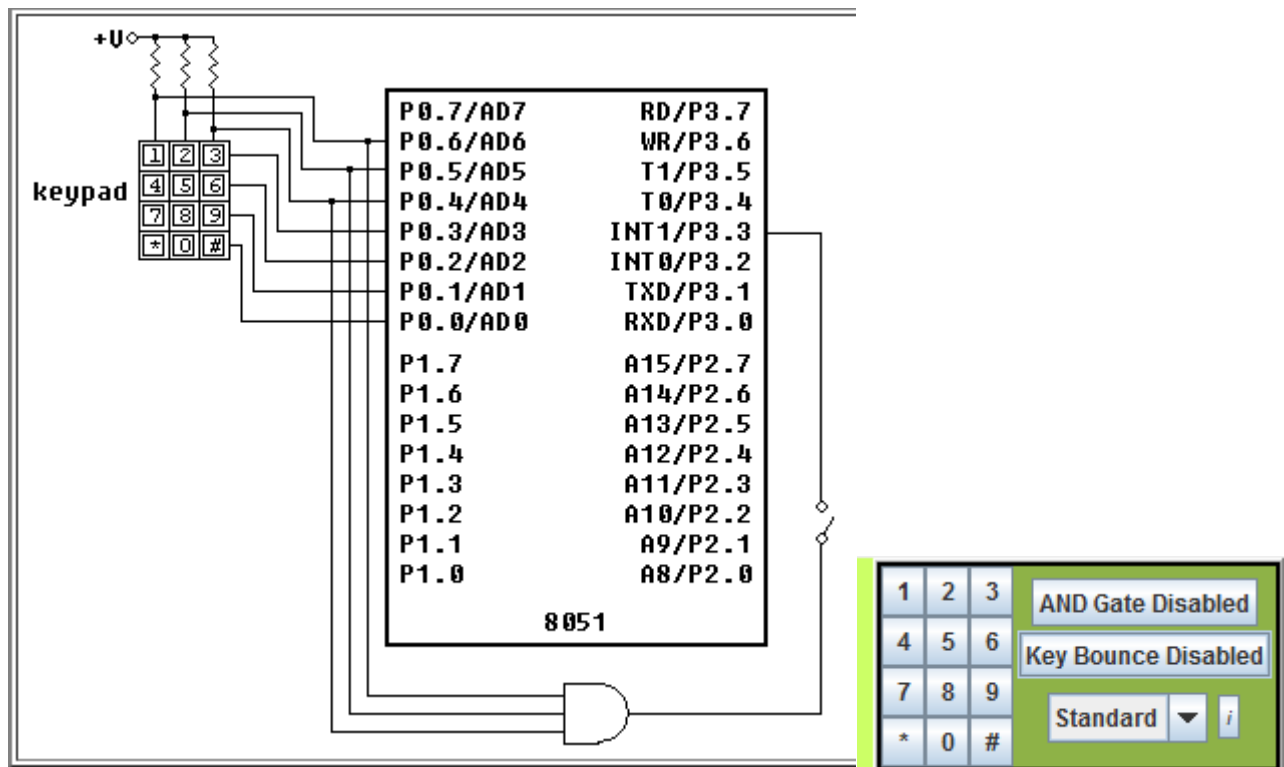 +V
keypad
1 2 3
4 5 6
7 8 9
* 0 #
P0.7/AD7 RD/P3.7
P0.6/AD6 WR/P3.6
P0.5/AD5 T1/P3.5
P0.4/AD4 T0/P3.4
P0.3/AD3 INT1/P3.3
P0.2/AD2 INT0/P3.2
P0.1/AD1 TXD/P3.1
P0.0/AD0 RXD/P3.0
P1.7 A15/P2.7
P1.6 A14/P2.6
P1.5 A13/P2.5
P1.4 A12/P2.4
P1.3 A11/P2.3
P1.2 A10/P2.2
P1.1 A9/P2.1
P1.0 A8/P2.0
8051
1 2 3
4 5 6
7 8 9
* 0 #
AND Gate Disabled
Key Bounce Disabled
Standard i